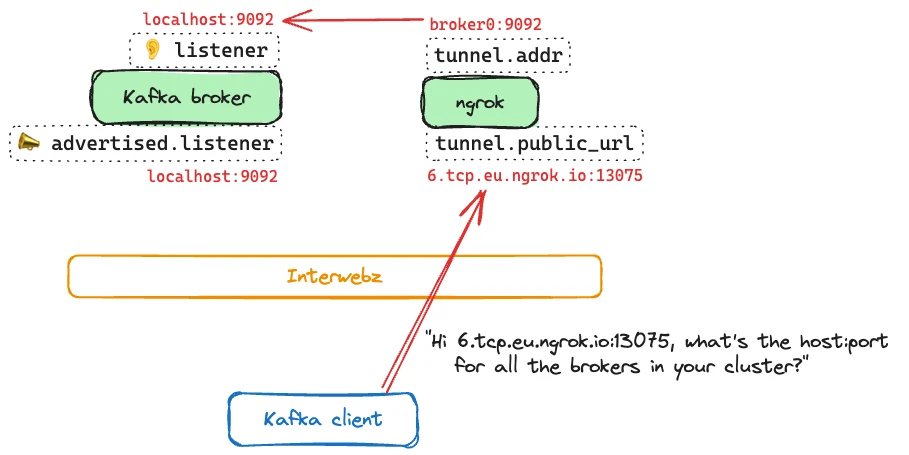 localhost:9092
broker0:9092
listener
tunnel.addr
Kafka broker
ngrok
advertised.listener
tunnel.public_url
localhost:9092
6.tcp.eu.ngrok.io:13075
Interwebz
"Hi 6.tcp.eu.ngrok.io:13075, what's the host:port
for all the brokers in your cluster?"
Kafka client